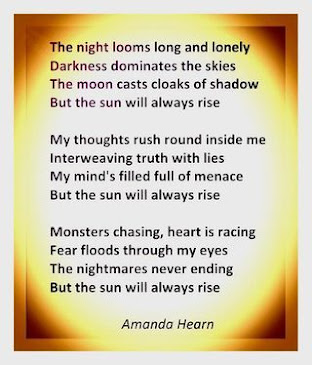 The night looms long and lonely
Darkness dominates the skies
The moon casts cloaks of shadow
But the sun will always rise

My thoughts rush round inside me
Interweaving truth with lies
My mind's filled full of menace
But the sun will always rise

Monsters chasing, heart is racing
Fear floods through my eyes
The nightmares never ending
But the sun will always rise

Amanda Hearn